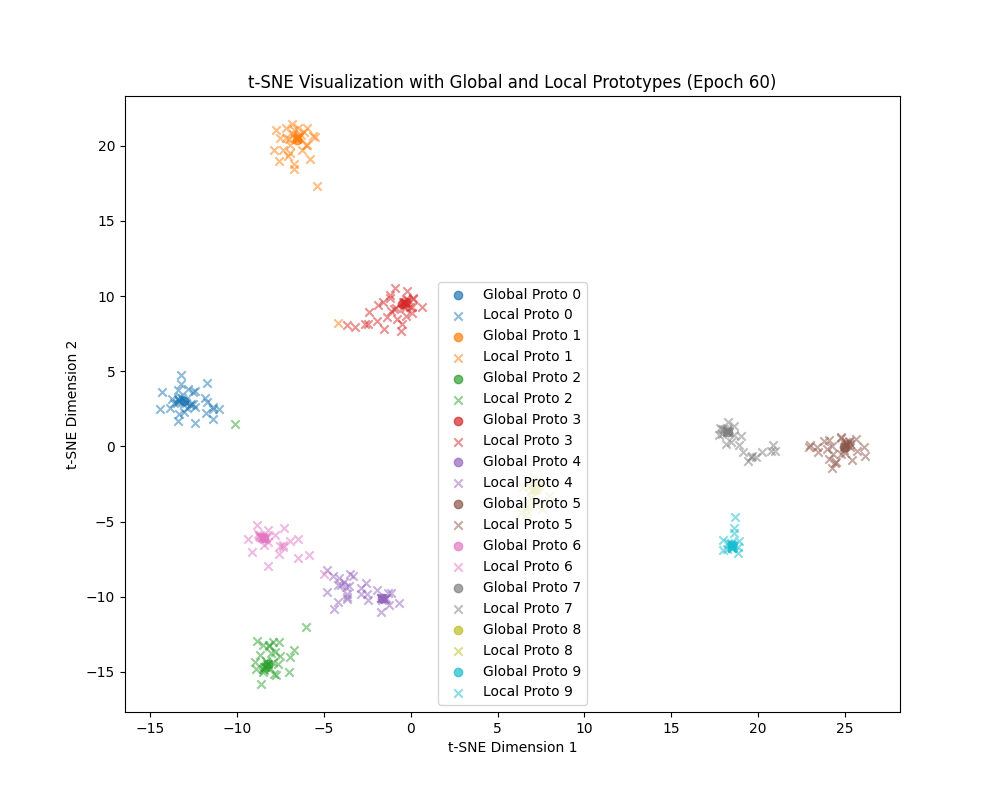 t-SNE Visualization with Global and Local Prototypes (Epoch 60)
t-SNE Dimension 2
20
15
10
5
0
−5
−10
−15
Global Proto 0
Local Proto 0
Global Proto 1
Local Proto 1
Global Proto 2
Local Proto 2
Global Proto 3
Local Proto 3
Global Proto 4
Local Proto 4
Global Proto 5
Local Proto 5
Global Proto 6
Local Proto 6
Global Proto 7
Local Proto 7
Global Proto 8
Local Proto 8
Global Proto 9
Local Proto 9
−15 −10 −5 0 5 10 15 20 25
t-SNE Dimension 1